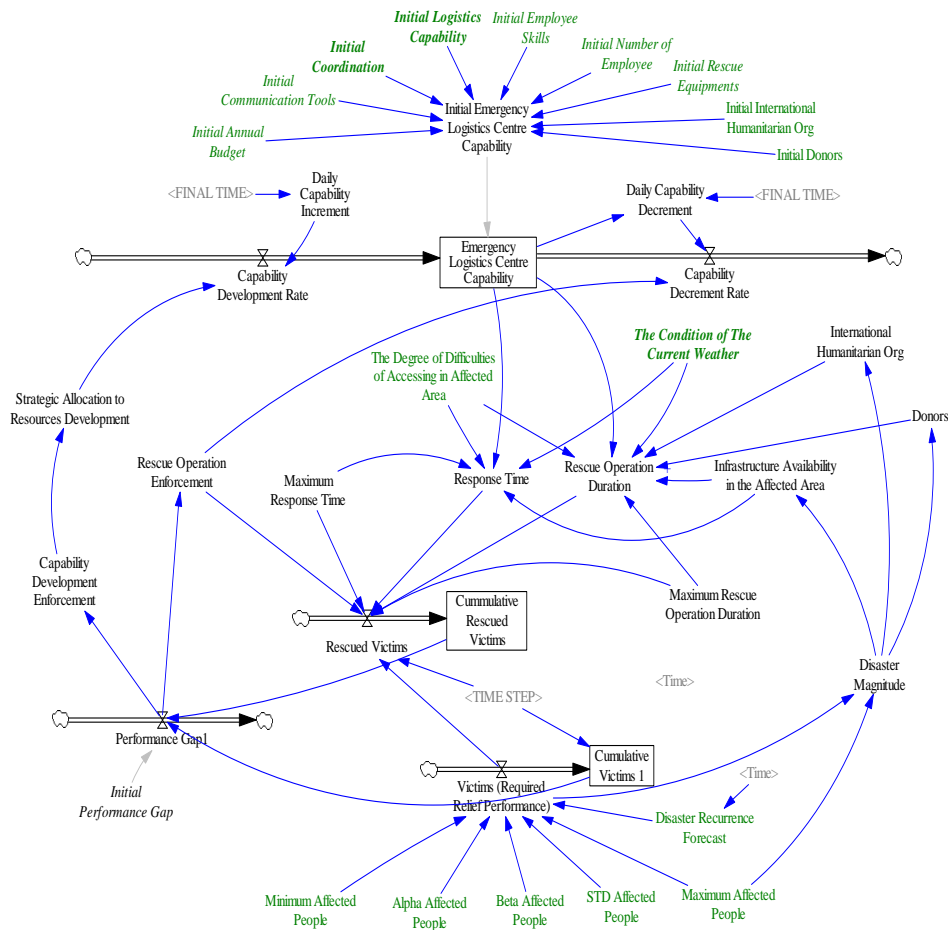 Initial Logistics
Capability
Initial Employee
Skills
Initial
Coordination
Initial Number of
Employee
Initial
Communication Tools
Initial Rescue
Equipments
Initial Annual
Budget
Initial Emergency
Logistics Centre
Capability
Initial International
Humanitarian Org
Initial Donors
<FINAL TIME>
Daily
Capability
Increment
Daily Capability
Decrement
<FINAL TIME>
Emergency
Logistics Centre
Capability
Capability
Development Rate
Capability
Decrement Rate
The Degree of Difficulties
of Accessing in Affected
Area
The Condition of The
Current Weather
International
Humanitarian Org
Strategic Allocation to
Resources Development
Donors
Rescue Operation
Enforcement
Maximum
Response Time
Response Time
Rescue Operation
Duration
Infrastructure Availability
in the Affected Area
Capability
Development
Enforcement
Cummulative
Rescued
Victims
Maximum Rescue
Operation Duration
Rescued Victims
Disaster
Magnitude
<TIME STEP>
<Time>
Performance Gap1
Initial
Performance Gap
Cumulative
Victims 1
<Time>
Victims (Required
Relief Performance)
Disaster Recurrence
Forecast
Minimum Affected
People
Alpha Affected
People
Beta Affected
People
STD Affected
People
Maximum Affected
People